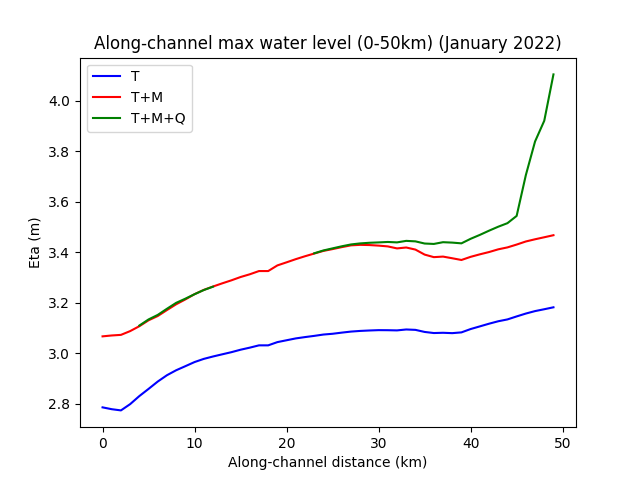 Along-channel max water level (0-50km) (January 2022)
T
T+M
T+M+Q
Eta (m)
4.0
3.8
3.6
3.4
3.2
3.0
2.8
0 10 20 30 40 50
Along-channel distance (km)